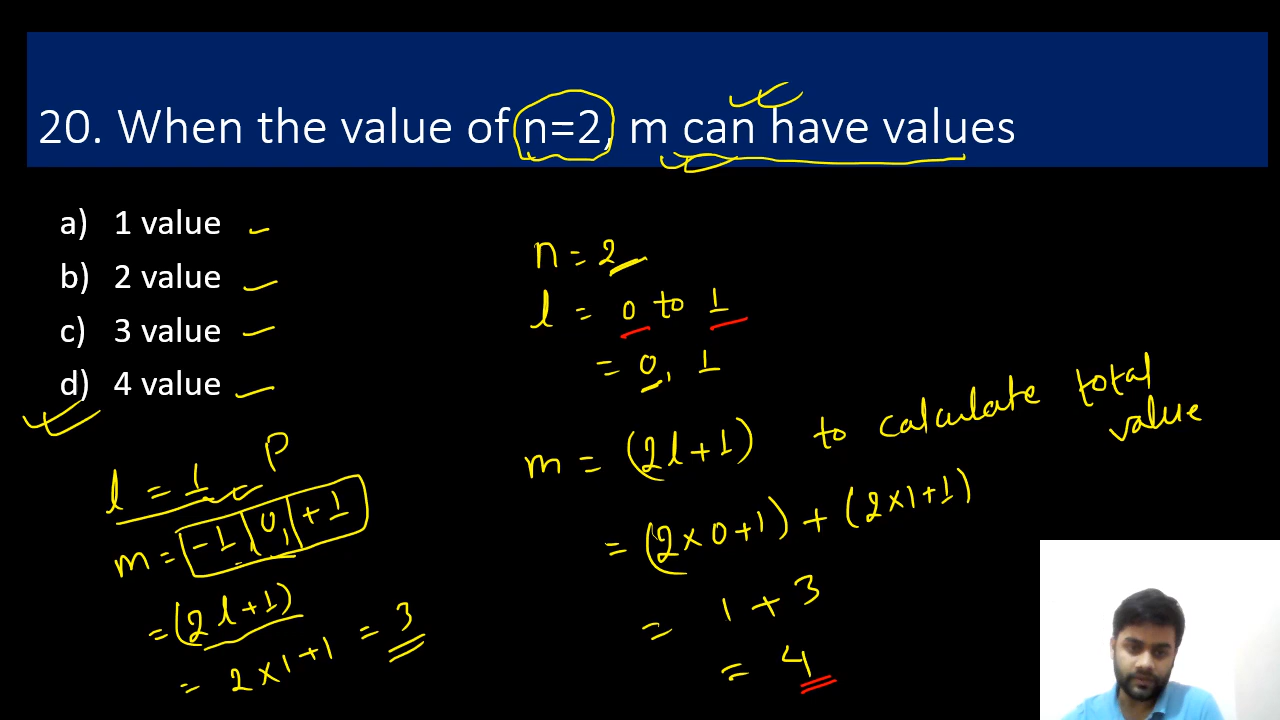 20. When the value of n=2, m can have values
a) 1 value
b) 2 value
c) 3 value
d) 4 value
n = 2
l = 0 to 1
= 0, 1
m = (2l+1) to calculate total value
= (2×0+1) + (2×1+1)
= 1 + 3
= 4
l = 1 P
m = -1, 0, +1
= (2l+1)
= 2×1+1 = 3